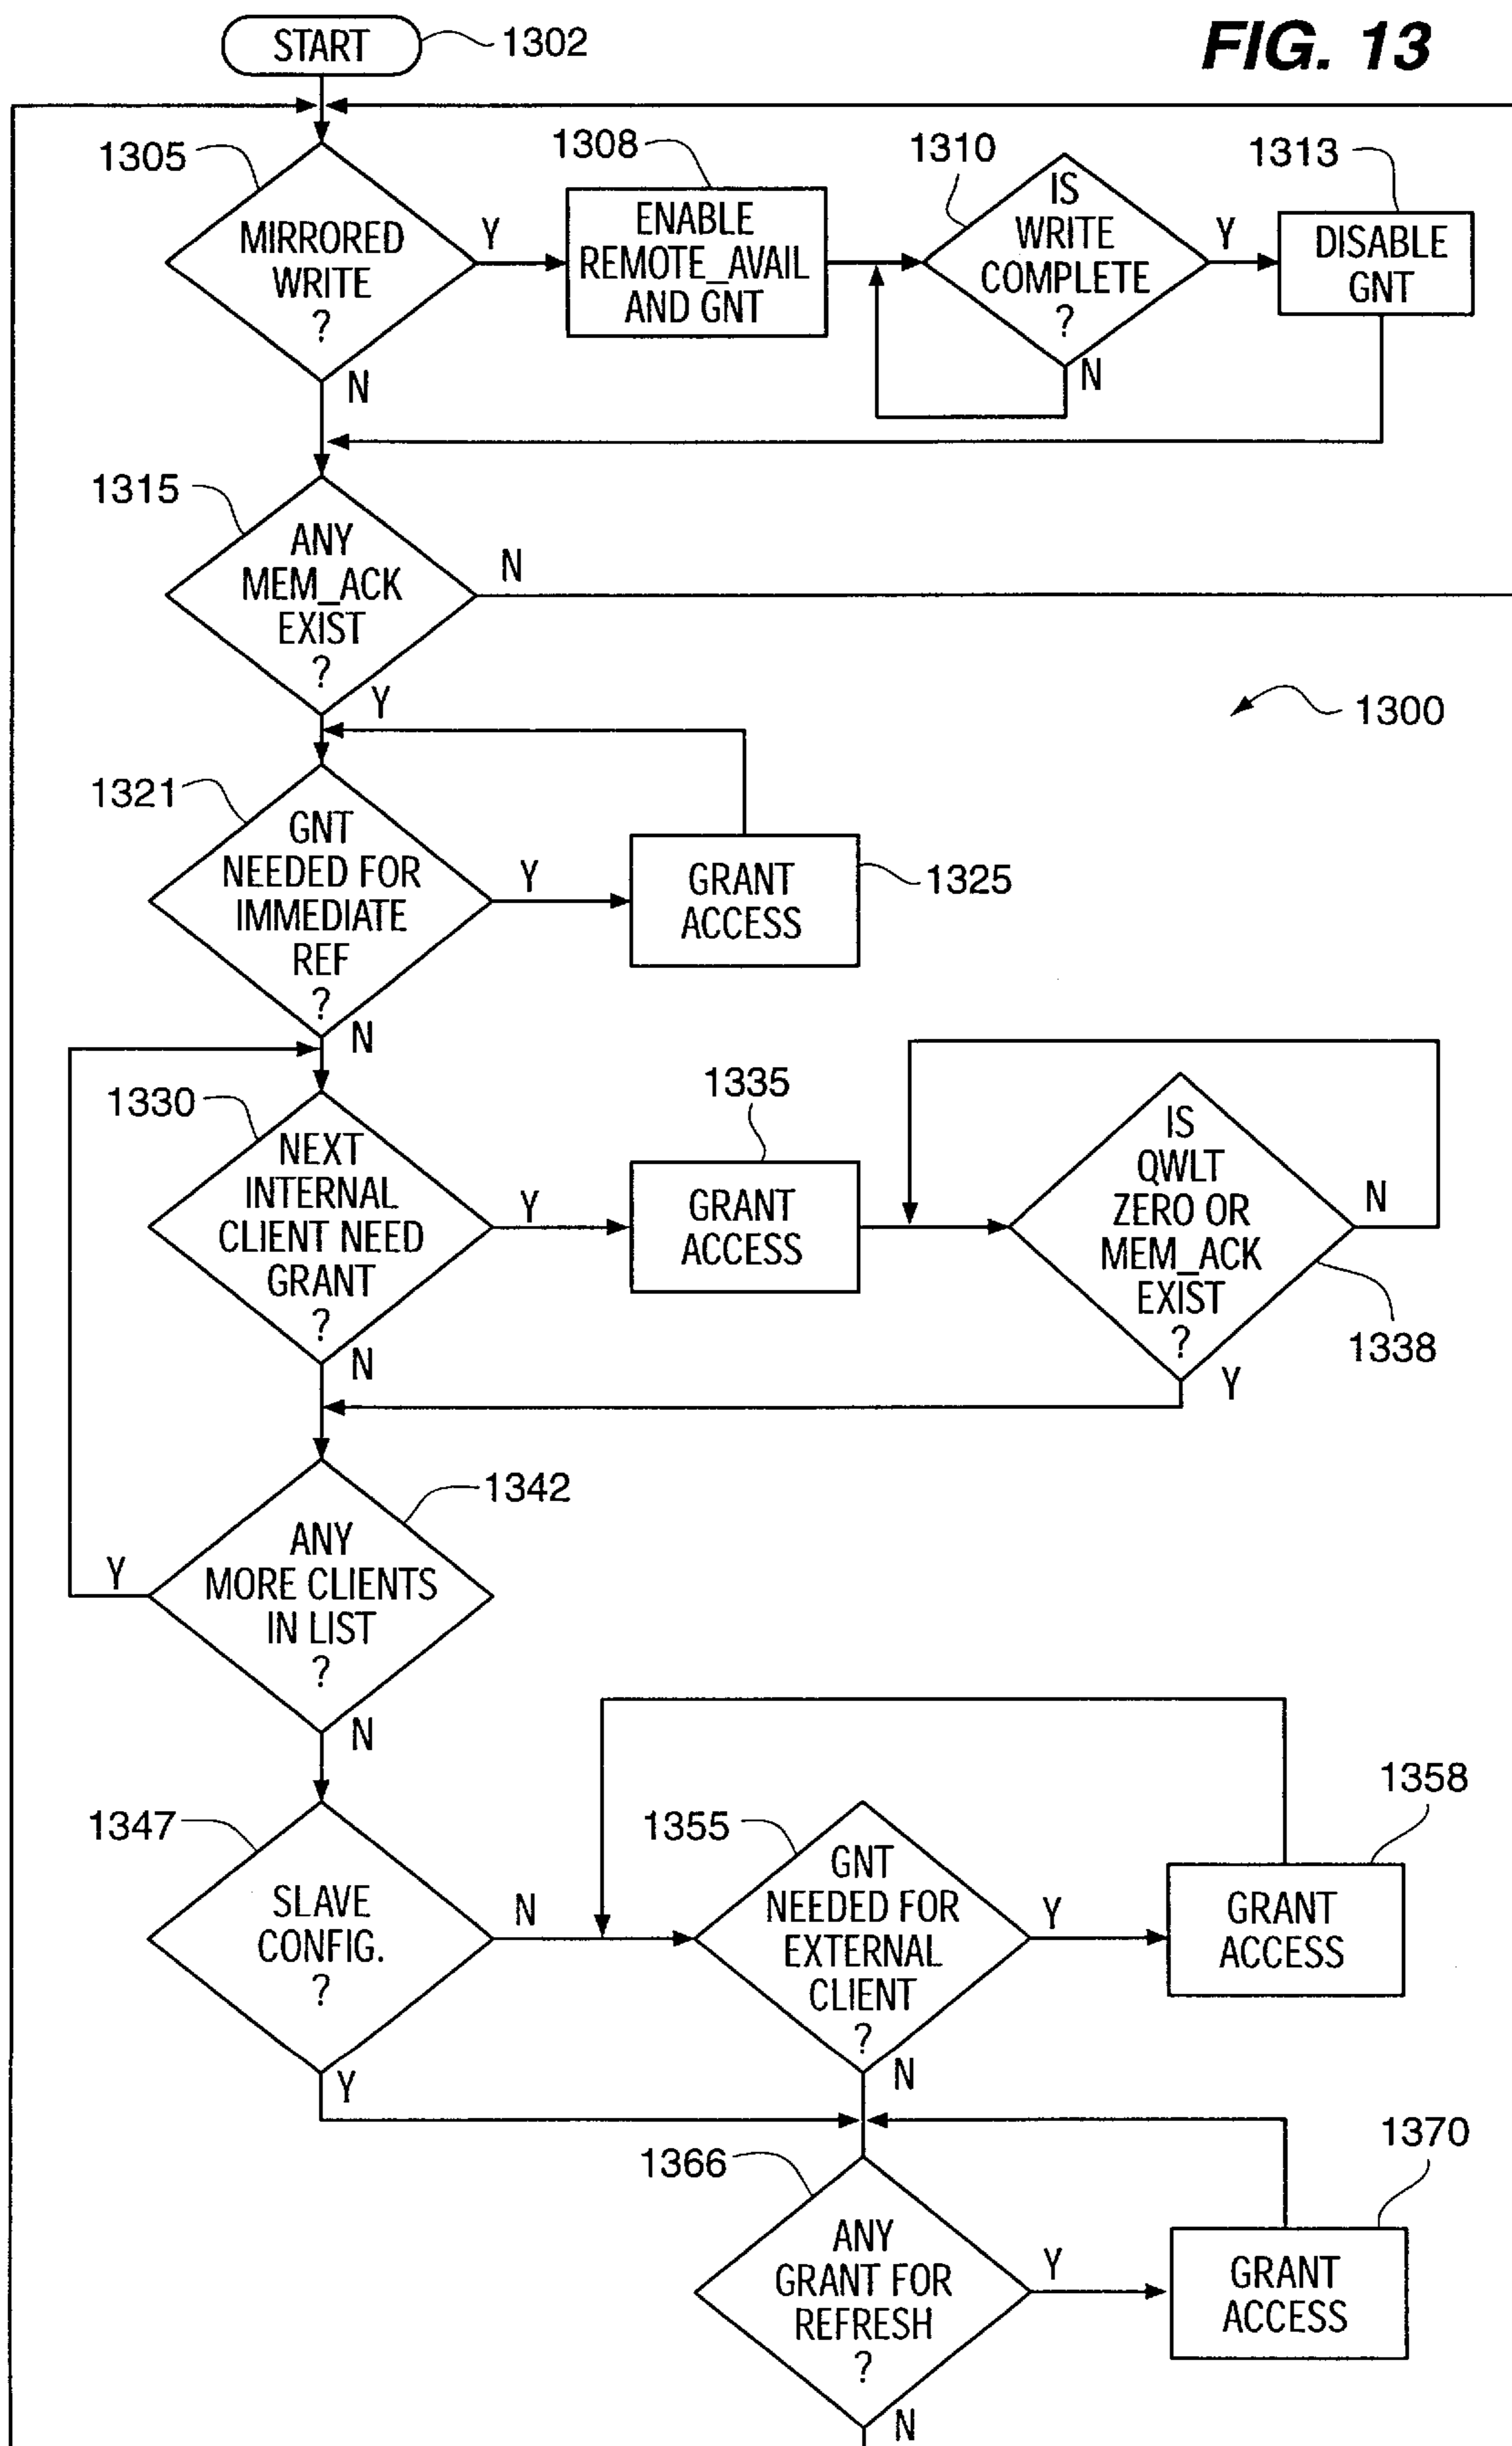 START
1302
FIG. 13
1305
MIRRORED
WRITE
?
Y
N
1308
ENABLE
REMOTE_AVAIL
AND GNT
1310
IS
WRITE
COMPLETE
?
Y
N
1313
DISABLE
GNT
1315
ANY
MEM_ACK
EXIST
?
N
Y
1300
1321
GNT
NEEDED FOR
IMMEDIATE
REF
?
Y
N
GRANT
ACCESS
1325
1330
NEXT
INTERNAL
CLIENT NEED
GRANT
?
Y
N
1335
GRANT
ACCESS
IS
QWLT
ZERO OR
MEM_ACK
EXIST
?
N
Y
1338
1342
ANY
MORE CLIENTS
IN LIST
?
Y
N
1347
SLAVE
CONFIG.
?
N
Y
1355
GNT
NEEDED FOR
EXTERNAL
CLIENT
?
Y
N
1358
GRANT
ACCESS
1366
ANY
GRANT FOR
REFRESH
?
Y
N
1370
GRANT
ACCESS